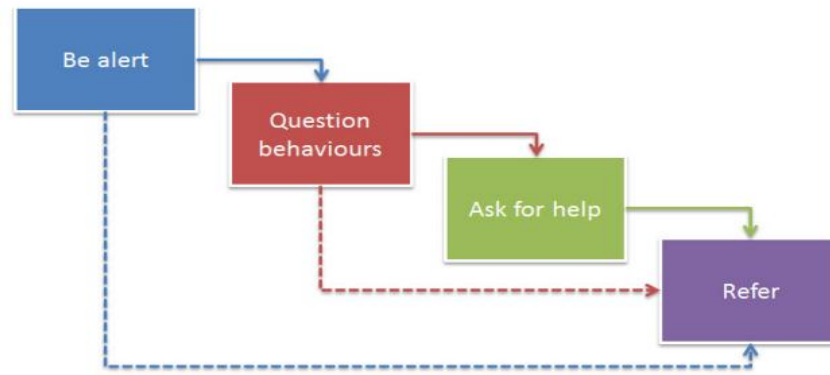 Be alert
Question
behaviours
Ask for help
Refer